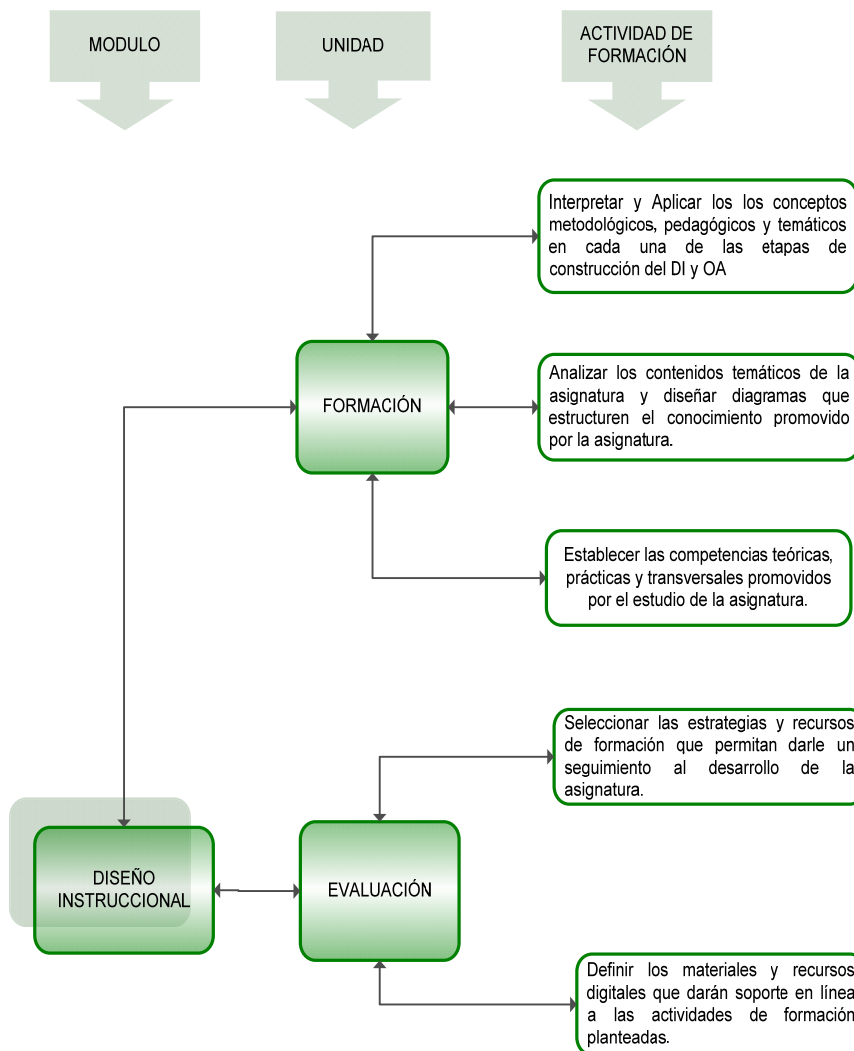 MODULO
UNIDAD
ACTIVIDAD DE
FORMACIÓN
Interpretar y Aplicar los los conceptos
metodológicos, pedagógicos y temáticos
en cada una de las etapas de
construcción del DI y OA
FORMACIÓN
Analizar los contenidos temáticos de la
asignatura y diseñar diagramas que
estructuren el conocimiento promovido
por la asignatura.
Establecer las competencias teóricas,
prácticas y transversales promovidos
por el estudio de la asignatura.
Seleccionar las estrategias y recursos
de formación que permitan darle un
seguimiento al desarrollo de la
asignatura.
DISEÑO
INSTRUCCIONAL
EVALUACIÓN
Definir los materiales y recursos
digitales que darán soporte en línea
a las actividades de formación
planteadas.